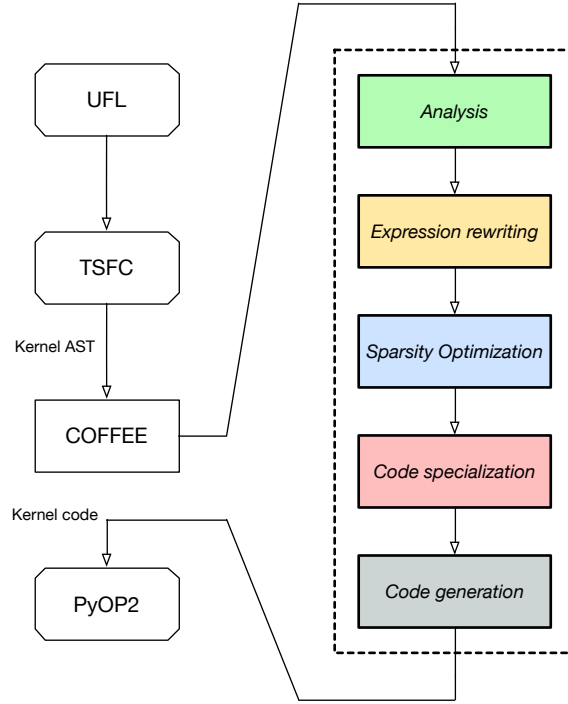 UFL
TSFC
Kernel AST
COFFEE
Kernel code
PyOP2
Analysis
Expression rewriting
Sparsity Optimization
Code specialization
Code generation